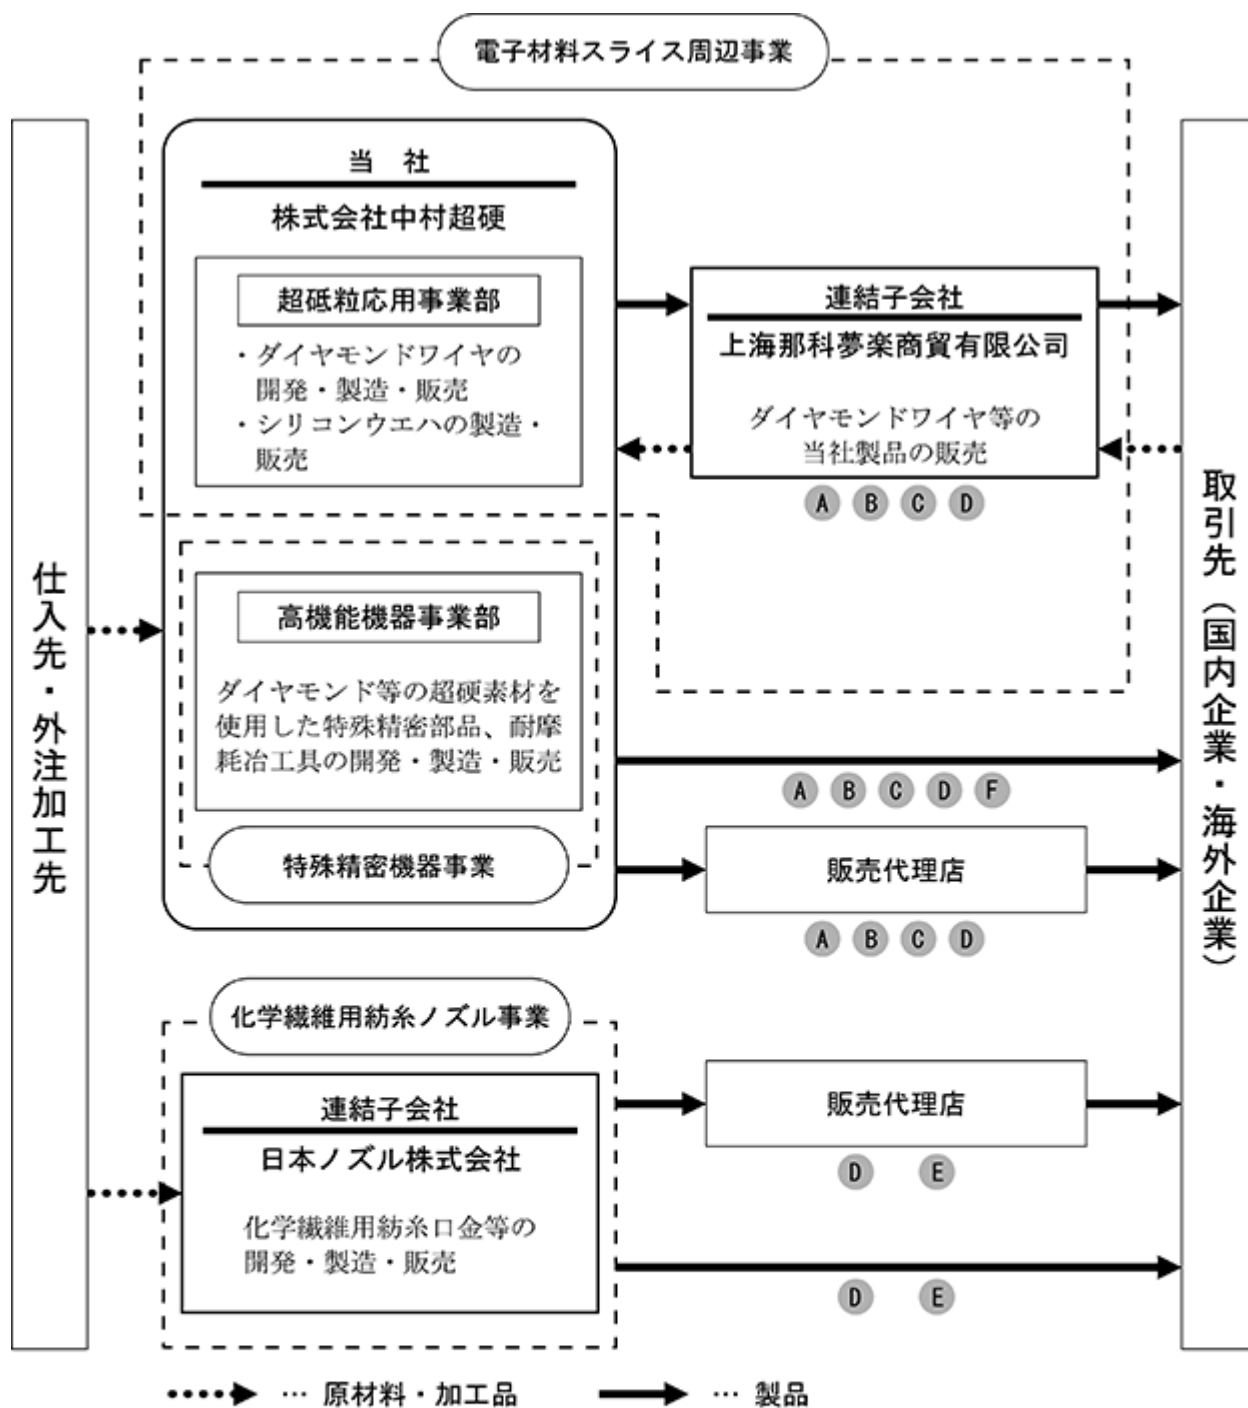 電子材料スライス周辺事業
仕入先・外注加工先
当　社
株式会社中村超硬
超砥粒応用事業部
・ダイヤモンドワイヤの
開発・製造・販売
・シリコンウエハの製造・
販売
連結子会社
上海那科夢楽商貿有限公司
ダイヤモンドワイヤ等の
当社製品の販売
A B C D
取引先（国内企業・海外企業）
高機能機器事業部
ダイヤモンド等の超硬素材を
使用した特殊精密部品、耐摩
耗冶工具の開発・製造・販売
特殊精密機器事業
A B C D F
販売代理店
A B C D
化学繊維用紡糸ノズル事業
連結子会社
日本ノズル株式会社
化学繊維用紡糸口金等の
開発・製造・販売
販売代理店
D E
D E
… 原材料・加工品
… 製品